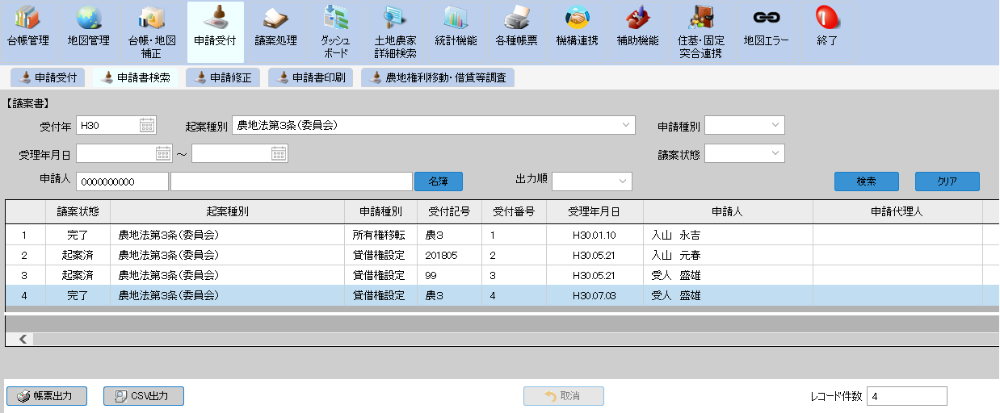 台帳管理 地図管理 台帳・地図補正 申請受付 議案処理 ダッシュボード 土地農家詳細検索 統計機能 各種帳票 機構連携 補助機能 住基・固定突合連携 地図エラー 終了
申請受付 申請書検索 申請修正 申請書印刷 農地権利移動・借賃等調査
【議案書】
受付年 H30 起案種別 農地法第3条(委員会) 申請種別
受理年月日 ～ 議案状態
申請人 0000000000 名簿 出力順 検索 クリア
議案状態 起案種別 申請種別 受付記号 受付番号 受理年月日 申請人 申請代理人
1 完了 農地法第3条(委員会) 所有権移転 農3 1 H30.01.10 入山 永吉
2 起案済 農地法第3条(委員会) 貸借権設定 201805 2 H30.05.21 入山 元春
3 起案済 農地法第3条(委員会) 貸借権設定 99 3 H30.05.21 受人 盛雄
4 完了 農地法第3条(委員会) 貸借権設定 農3 4 H30.07.03 受人 盛雄
帳票出力 CSV出力 取消 レコード件数 4